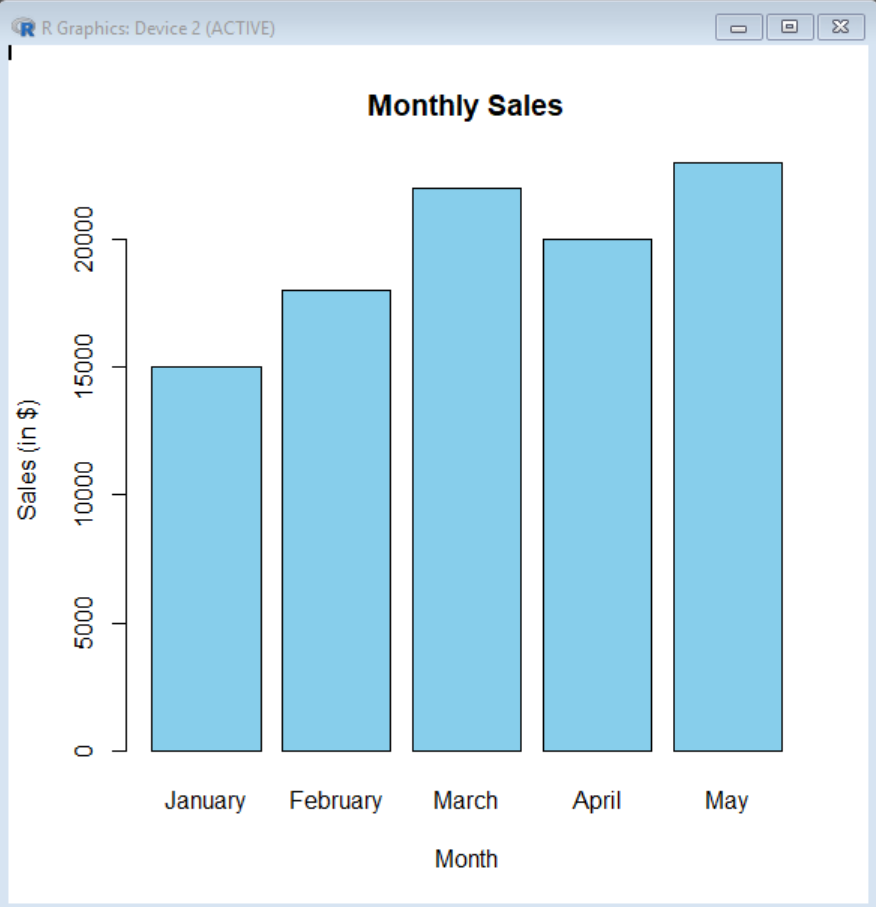 R Graphics: Device 2 (ACTIVE)
Monthly Sales
Sales (in $)
20000
15000
10000
5000
0
January February March April May
Month